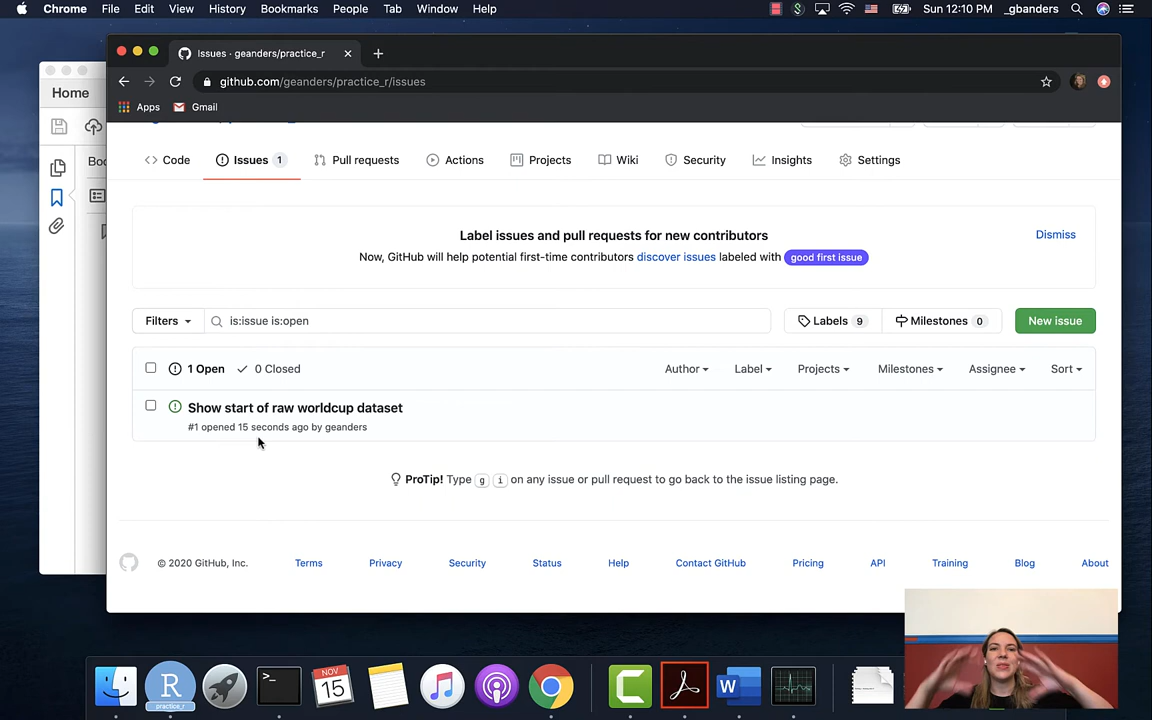 Chrome File Edit View History Bookmarks People Tab Window Help Sun 12:10 PM _gbanders
Issues · geanders/practice_r
github.com/geanders/practice_r/issues
Apps Gmail
Home
Boo
Code Issues 1 Pull requests Actions Projects Wiki Security Insights Settings
Label issues and pull requests for new contributors
Dismiss
Now, GitHub will help potential first-time contributors discover issues labeled with good first issue
Filters is:issue is:open Labels 9 Milestones 0 New issue
1 Open 0 Closed Author Label Projects Milestones Assignee Sort
Show start of raw worldcup dataset
#1 opened 15 seconds ago by geanders
ProTip! Type g i on any issue or pull request to go back to the issue listing page.
© 2020 GitHub, Inc. Terms Privacy Security Status Help Contact GitHub Pricing API Training Blog About
NOV
15
R
practice_r
>_
C
W